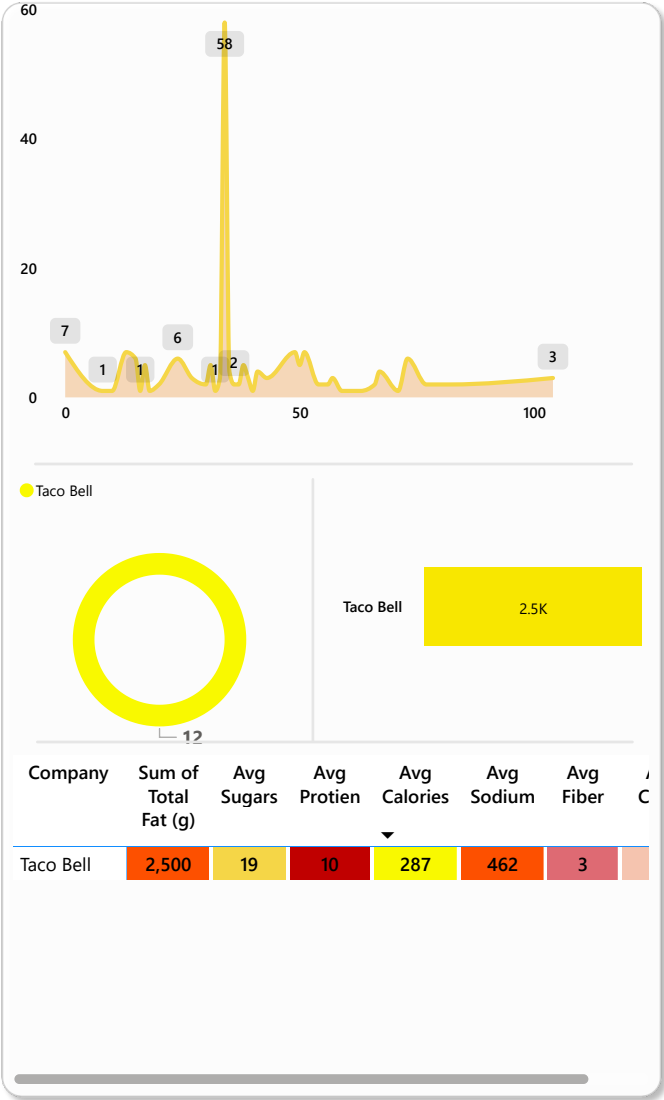 60
58
40
20
7
6
1
1
1
2
3
0
0
50
100
Taco Bell
Taco Bell
2.5K
12
Company
Sum of
Total
Fat (g)
Avg
Sugars
Avg
Protien
Avg
Calories
Avg
Sodium
Avg
Fiber
Taco Bell
2,500
19
10
287
462
3